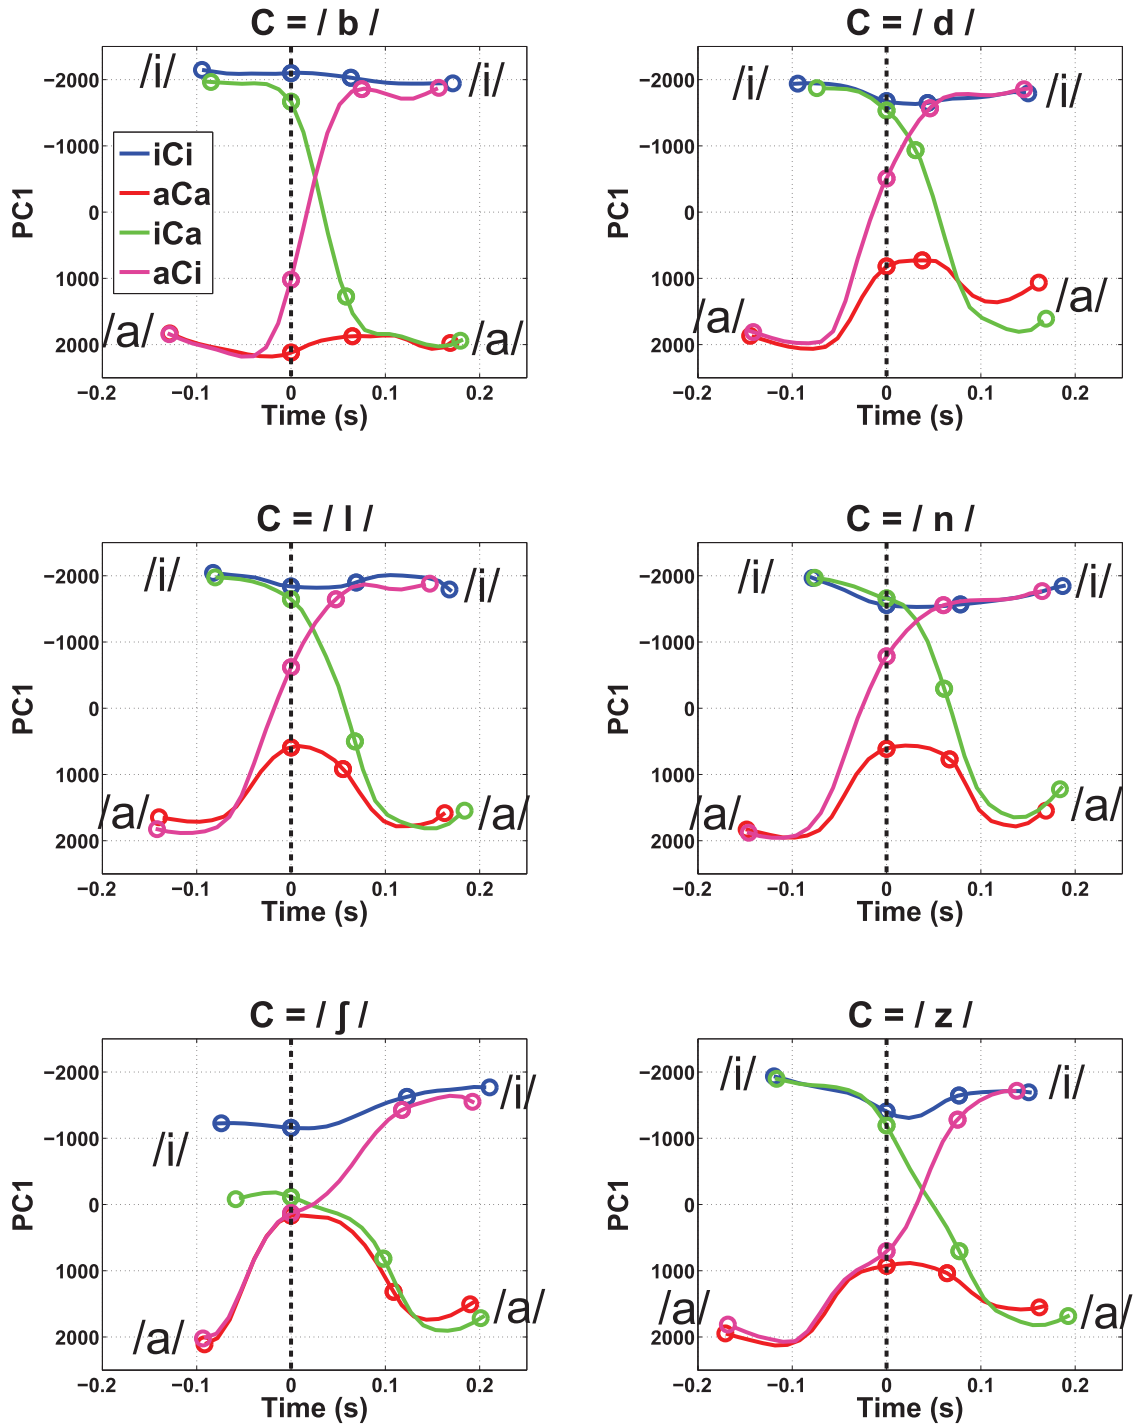 C = / b /
/i/
/i/
−2000
−1000
0
1000
2000
PC1
iCi
aCa
iCa
aCi
/a/
/a/
−0.2 −0.1 0 0.1 0.2
Time (s)
C = / d /
/i/
/i/
−2000
−1000
0
1000
2000
PC1
/a/
/a/
−0.2 −0.1 0 0.1 0.2
Time (s)
C = / l /
/i/
/i/
−2000
−1000
0
1000
2000
PC1
/a/
/a/
−0.2 −0.1 0 0.1 0.2
Time (s)
C = / n /
/i/
/i/
−2000
−1000
0
1000
2000
PC1
/a/
/a/
−0.2 −0.1 0 0.1 0.2
Time (s)
C = / ʃ /
/i/
/i/
−2000
−1000
0
1000
2000
PC1
/a/
/a/
−0.2 −0.1 0 0.1 0.2
Time (s)
C = / z /
/i/
/i/
−2000
−1000
0
1000
2000
PC1
/a/
/a/
−0.2 −0.1 0 0.1 0.2
Time (s)